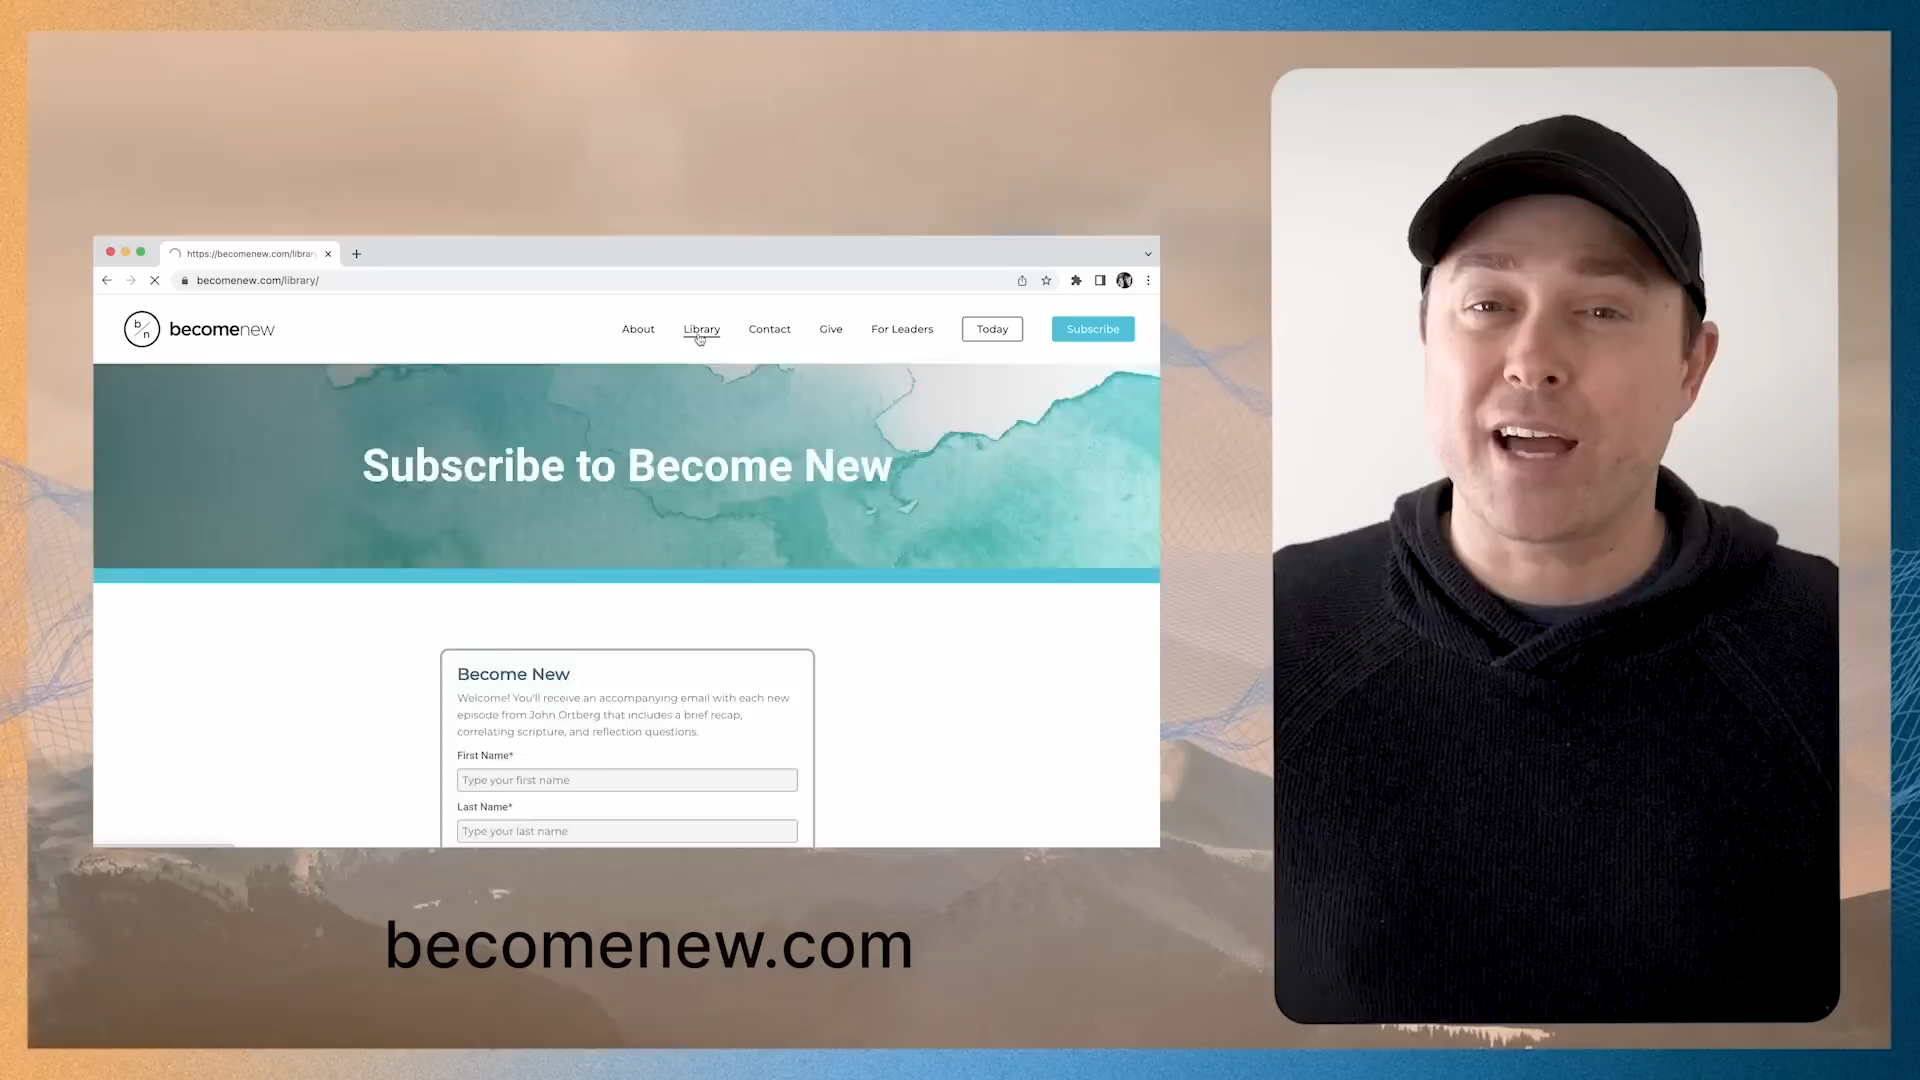 https://becomenew.com/librar
becomenew.com/library/
b
n
becomenew
About
Library
Contact
Give
For Leaders
Today
Subscribe
Subscribe to Become New
Become New
Welcome! You'll receive an accompanying email with each new
episode from John Ortberg that includes a brief recap,
correlating scripture, and reflection questions.
First Name*
Type your first name
Last Name*
Type your last name
becomenew.com